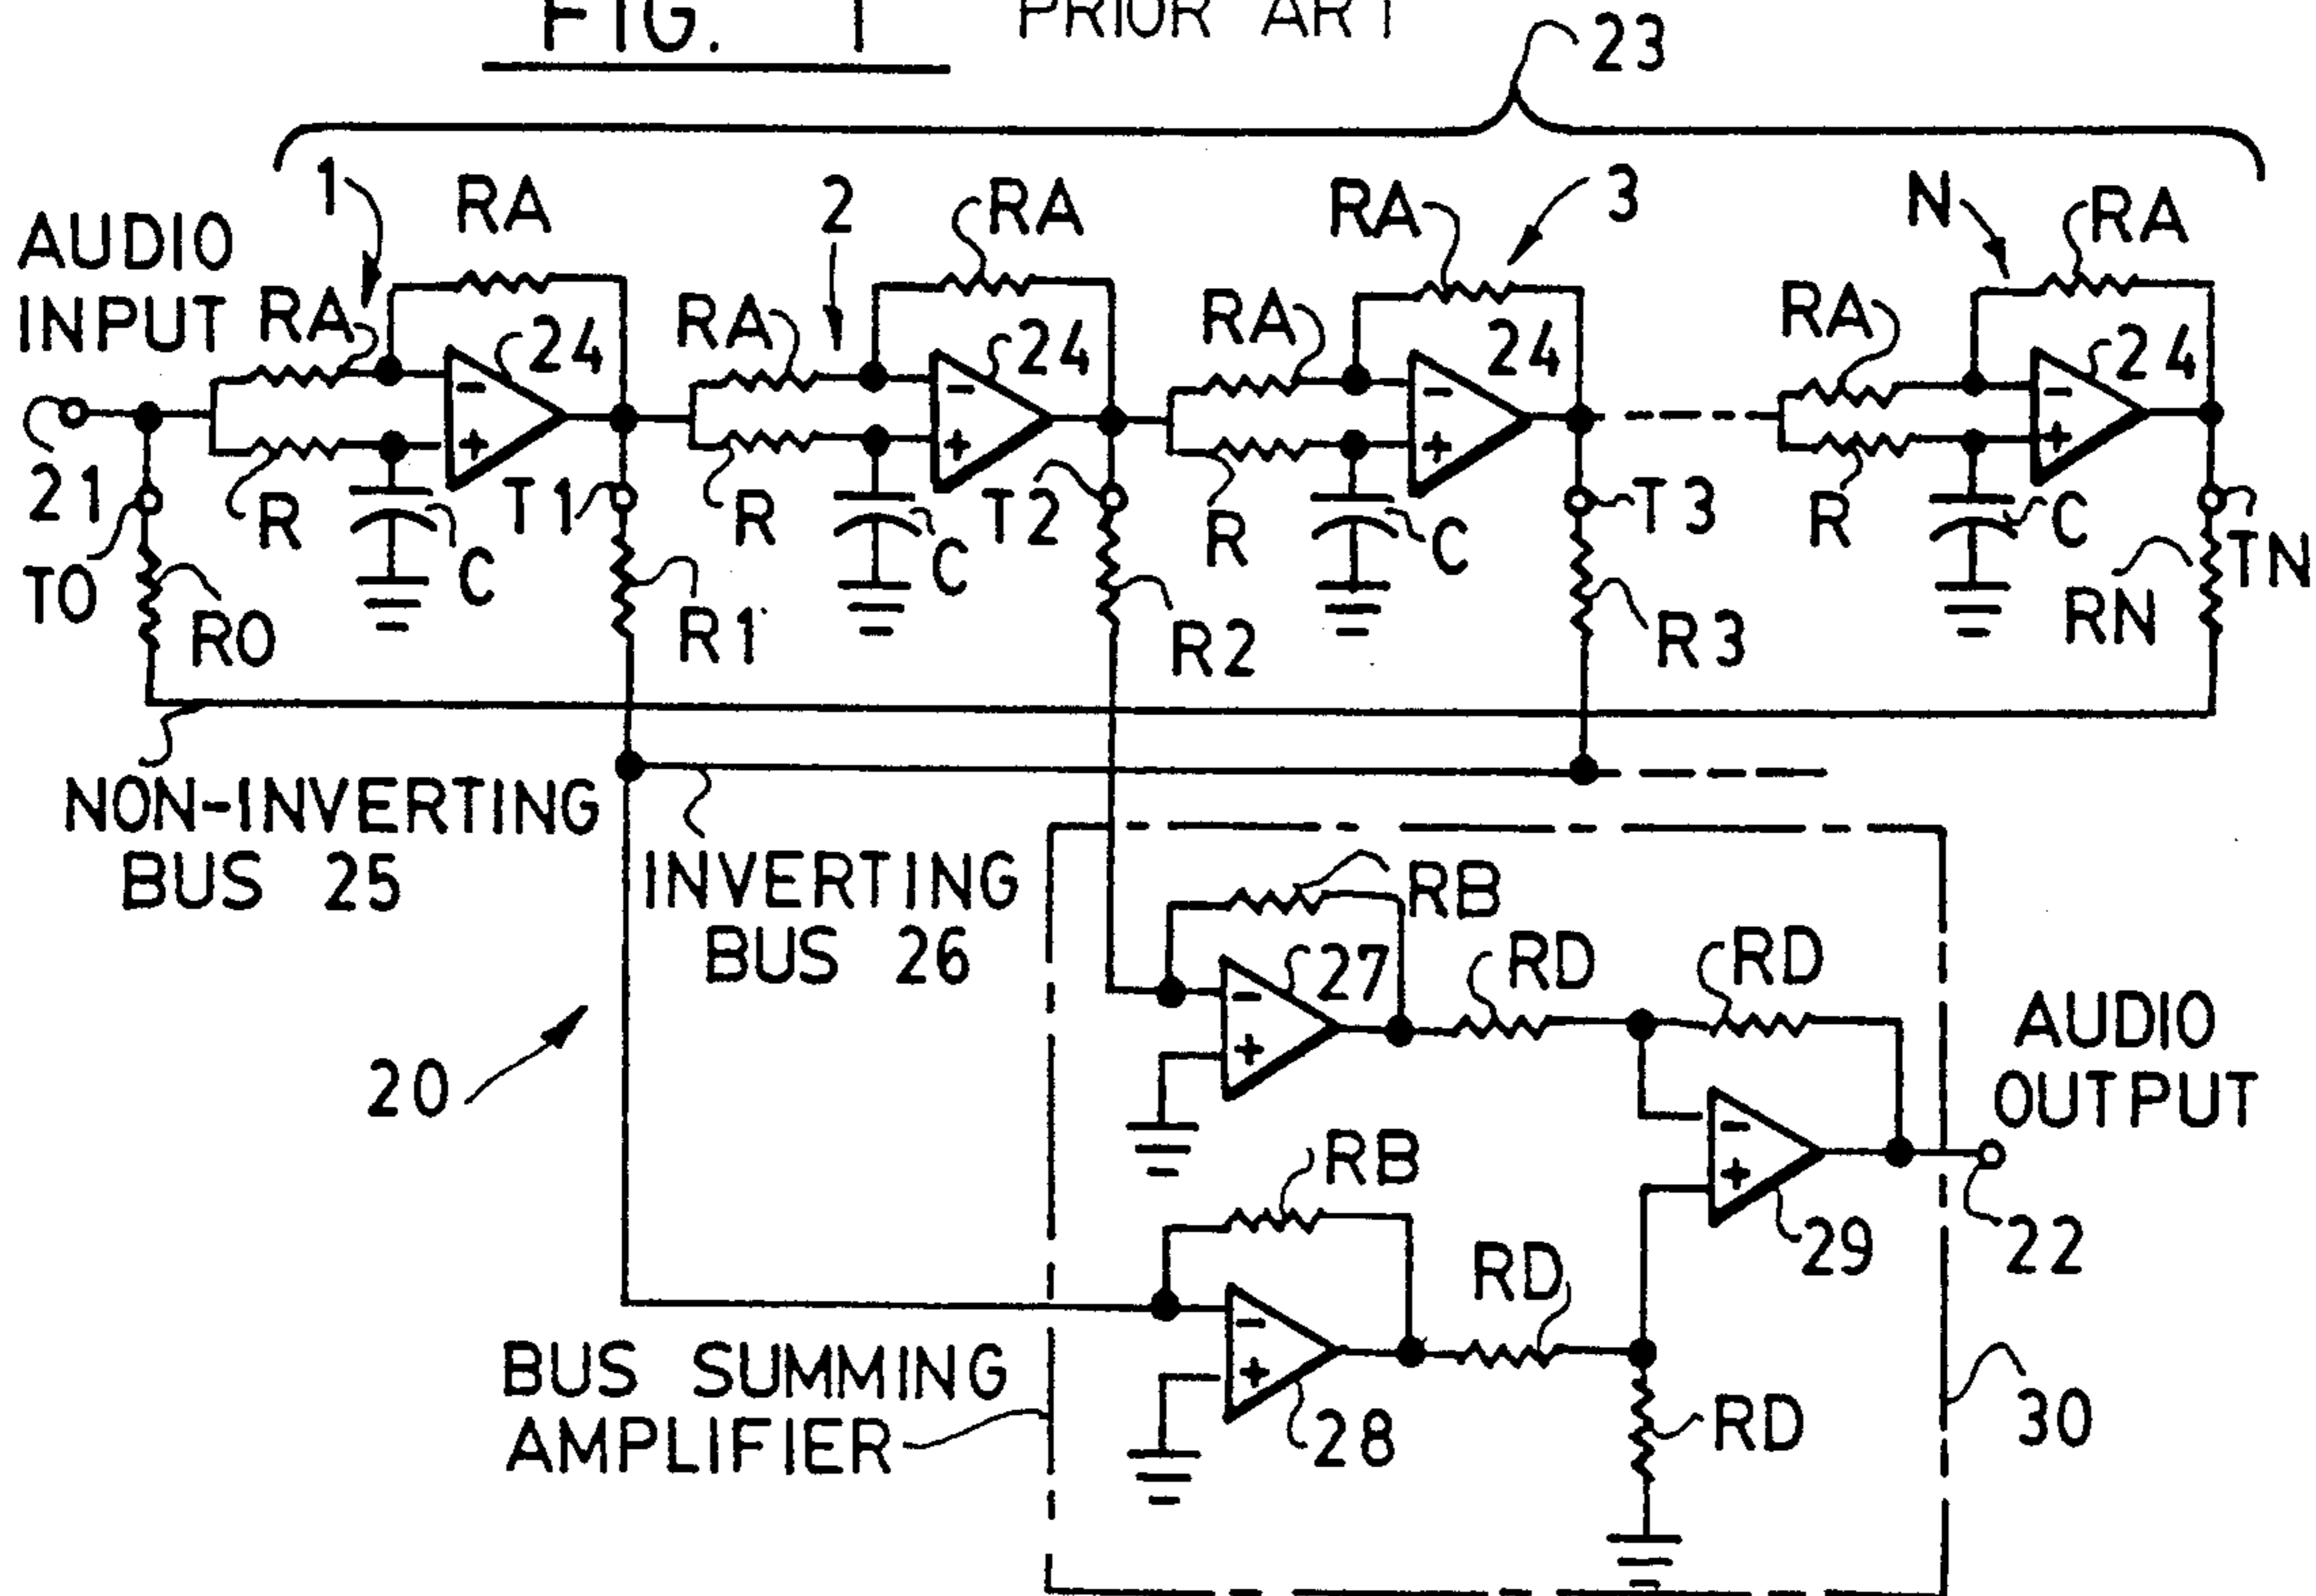 FIG. 1 PRIOR ART
23
1 RA 2 RA RA 3 N RA
AUDIO
INPUT RA 24 RA 24 RA 24 RA 24
- - - -
+ + + +
21 R C T1 R C T2 R C T3 R C TN
T0 R0 R1 R2 R3 RN
NON-INVERTING
BUS 25
INVERTING
BUS 26
RB
27 RD RD
- +
20
AUDIO
OUTPUT
- +
RB
29 22
RD
- +
BUS SUMMING
AMPLIFIER
28 RD 30